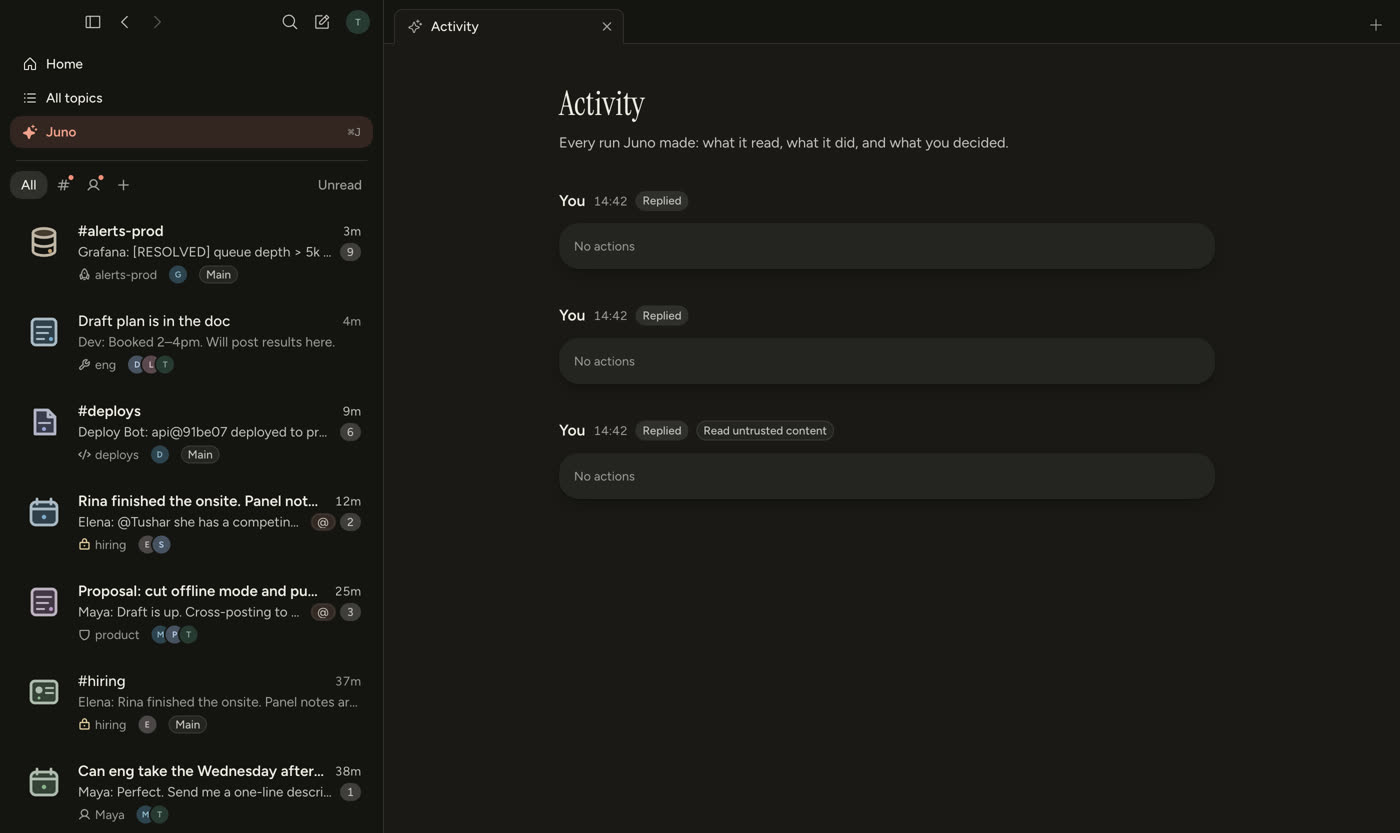 T
Home
All topics
Juno ⌘J
All
Unread
#alerts-prod 3m
Grafana: [RESOLVED] queue depth > 5k ... 9
alerts-prod G Main
Draft plan is in the doc 4m
Dev: Booked 2–4pm. Will post results here.
eng D L T
#deploys 9m
Deploy Bot: api@91be07 deployed to pr... 6
deploys D Main
Rina finished the onsite. Panel not... 12m
Elena: @Tushar she has a competin... @ 2
hiring E S
Proposal: cut offline mode and pu... 25m
Maya: Draft is up. Cross-posting to ... @ 3
product M P T
#hiring 37m
Elena: Rina finished the onsite. Panel notes ar...
hiring E Main
Can eng take the Wednesday after... 38m
Maya: Perfect. Send me a one-line descri... 1
Maya M T
Activity
Activity
Every run Juno made: what it read, what it did, and what you decided.
You 14:42 Replied
No actions
You 14:42 Replied
No actions
You 14:42 Replied Read untrusted content
No actions